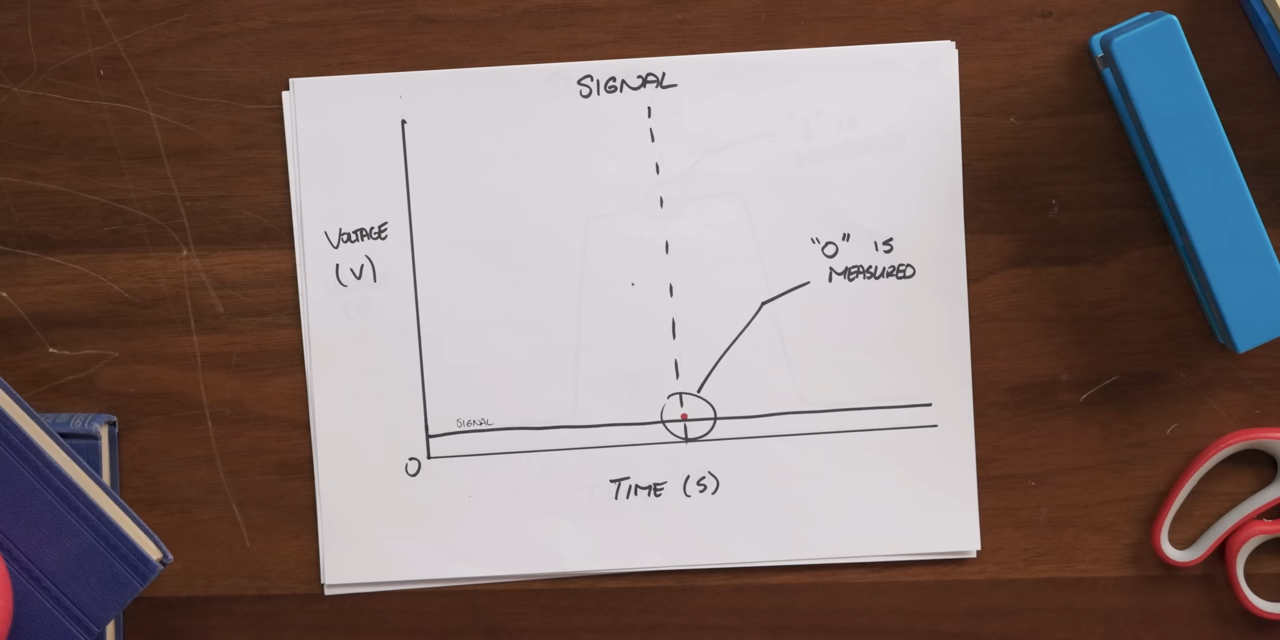 SIGNAL
VOLTAGE
(V)
"0" IS
MEASURED
SIGNAL
0
TIME (S)